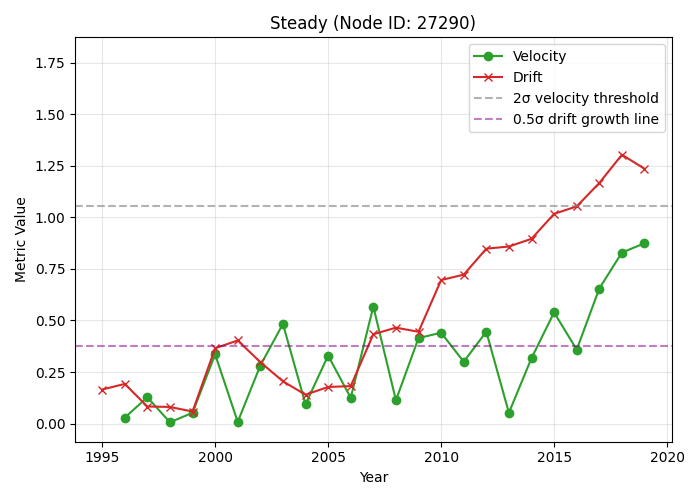 Steady (Node ID: 27290)
Velocity
Drift
2σ velocity threshold
0.5σ drift growth line
1.75
1.50
1.25
1.00
0.75
0.50
0.25
0.00
Metric Value
1995
2000
2005
2010
2015
2020
Year